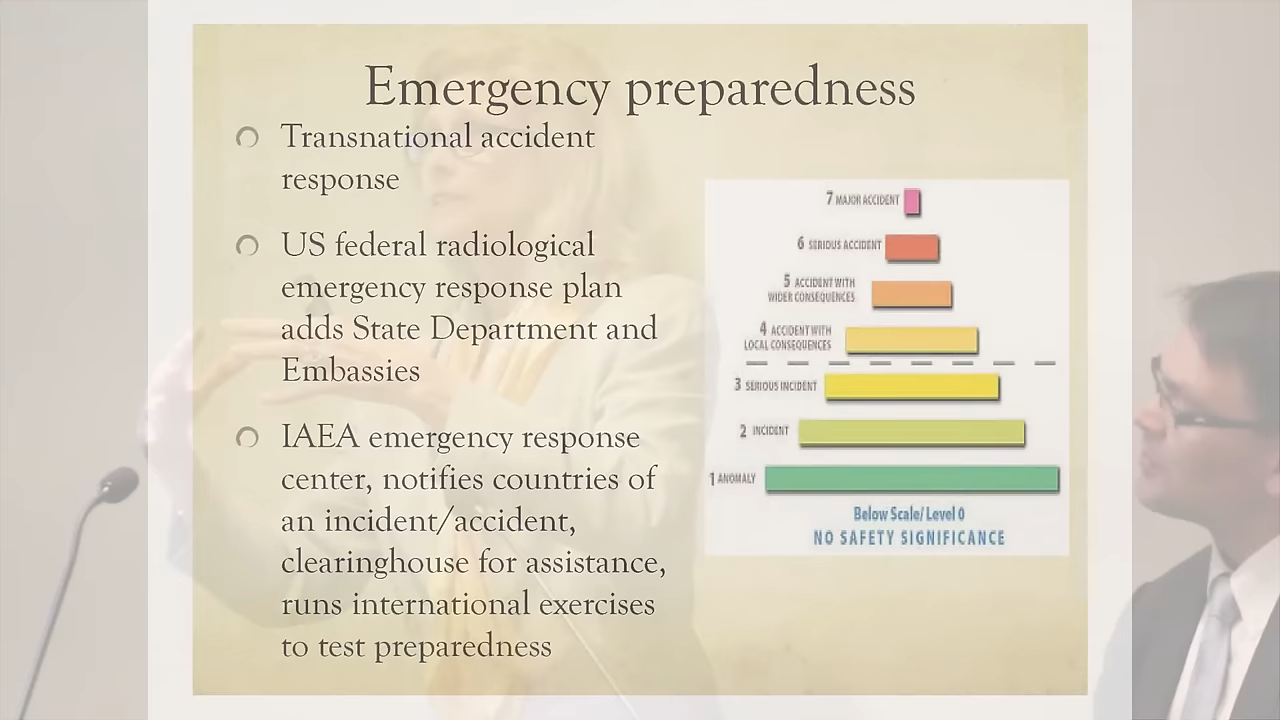 Emergency preparedness
Transnational accident
response
US federal radiological
emergency response plan
adds State Department and
Embassies
IAEA emergency response
center, notifies countries of
an incident/accident,
clearinghouse for assistance,
runs international exercises
to test preparedness
7 MAJOR ACCIDENT
6 SERIOUS ACCIDENT
5 ACCIDENT WITH
WIDER CONSEQUENCES
4 ACCIDENT WITH
LOCAL CONSEQUENCES
3 SERIOUS INCIDENT
2 INCIDENT
1 ANOMALY
Below Scale/ Level 0
NO SAFETY SIGNIFICANCE